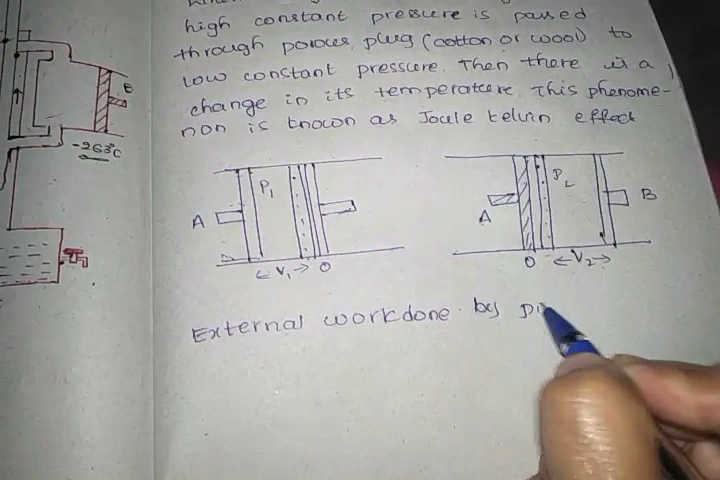 high constant pressure is passed
through porous plug (cotton or wool) to
low constant pressure. Then there is a
change in its temperature. This phenome-
non is known as Joule kelvin effect
E
-263°C
P1
A
V1
O
P2
A
B
O
V2
External workdone by